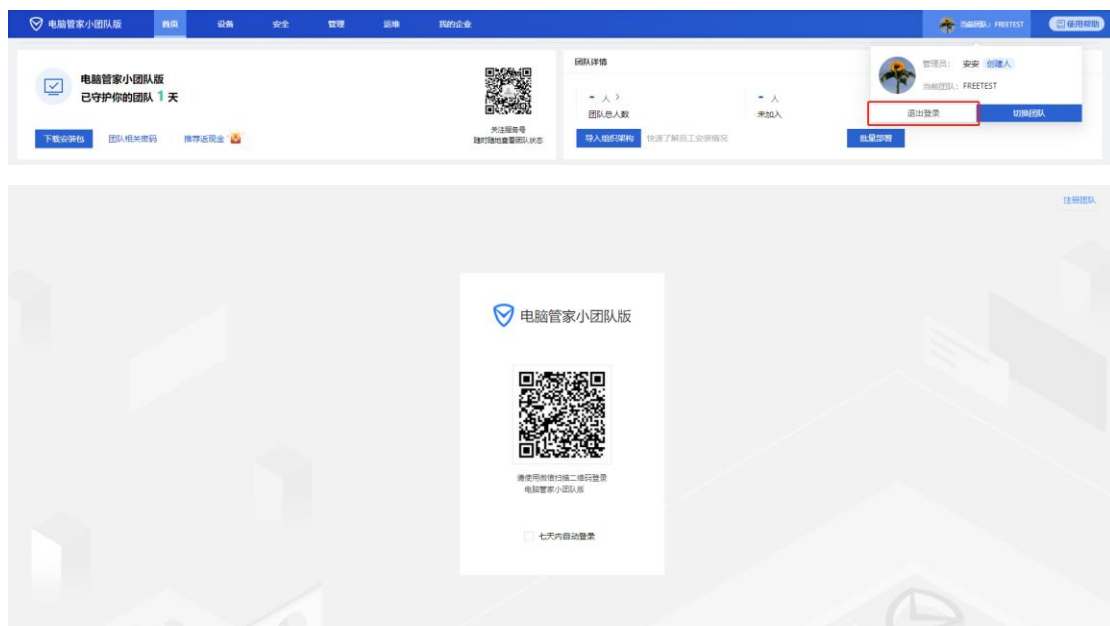 电脑管家小团队版 首页 设备 安全 管理 运维 我的企业 当前团队：FREETEST 使用帮助
电脑管家小团队版
已守护你的团队 1 天
下载安装包 团队相关密码 推荐返现金
关注服务号
随时随地查看团队状态
团队详情
- 人 >
团队总人数
- 人
未加入
导入组织架构 快速了解员工安装情况
批量部署
管理员： 安安 创建人
当前团队：FREETEST
退出登录 切换团队
注册团队
电脑管家小团队版
请使用微信扫描二维码登录
电脑管家小团队版
七天内自动登录